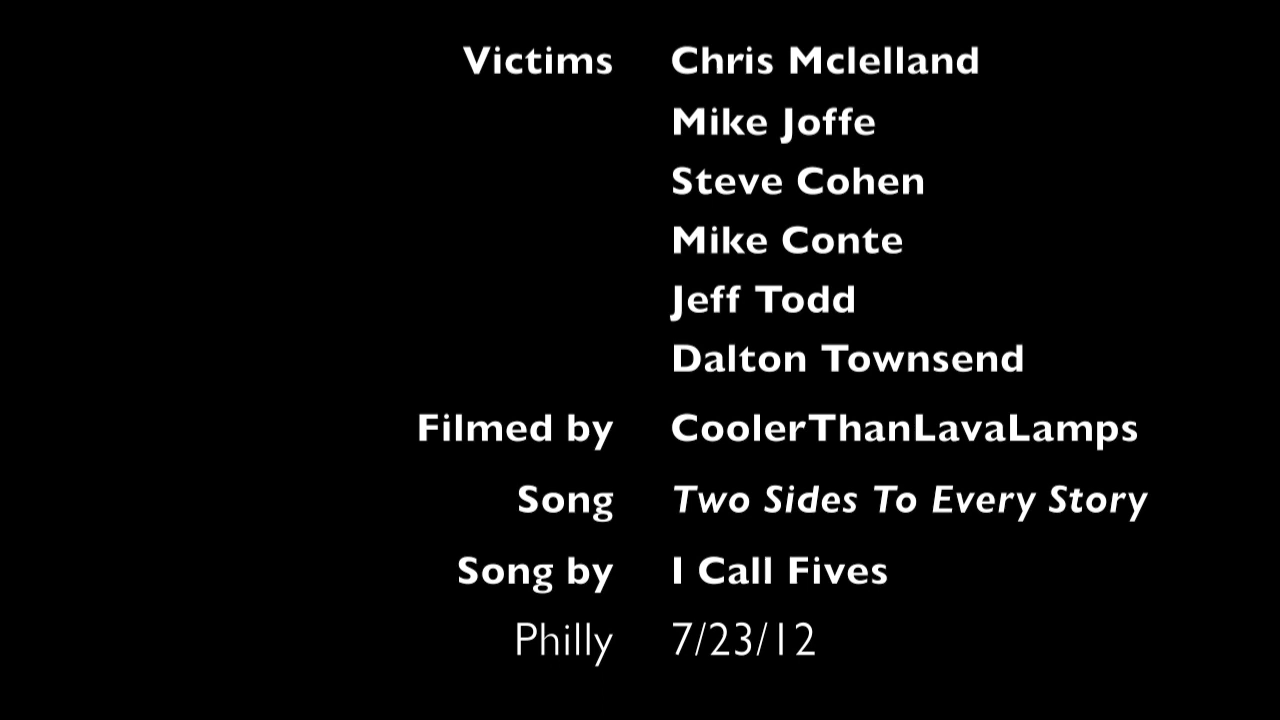 Victims Chris Mclelland
Mike Joffe
Steve Cohen
Mike Conte
Jeff Todd
Dalton Townsend
Filmed by CoolerThanLavaLamps
Song Two Sides To Every Story
Song by I Call Fives
Philly 7/23/12